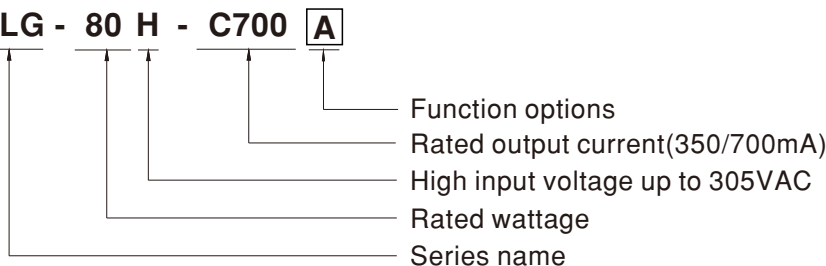 LG - 80 H - C700 A
Function options
Rated output current(350/700mA)
High input voltage up to 305VAC
Rated wattage
Series name